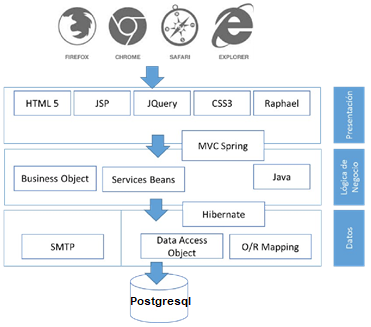 FIREFOX CHROME SAFARI EXPLORER
HTML 5 JSP JQuery CSS3 Raphael
Presentación
MVC Spring
Business Object Services Beans Java
Lógica de
Negocio
Hibernate
SMTP Data Access
Object O/R Mapping
Datos
Postgresql